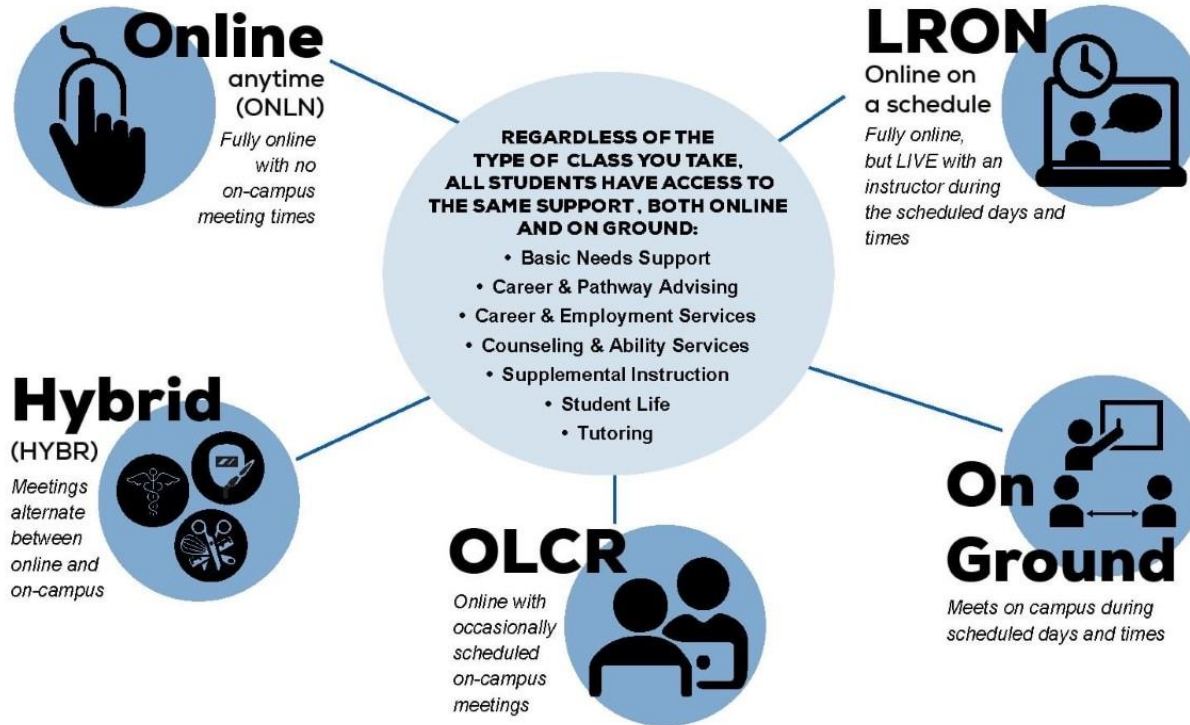 Online
anytime
(ONLN)
Fully online
with no
on-campus
meeting times
LRON
Online on
a schedule
Fully online,
but LIVE with an
instructor during
the scheduled days and
times
REGARDLESS OF THE
TYPE OF CLASS YOU TAKE,
ALL STUDENTS HAVE ACCESS TO
THE SAME SUPPORT, BOTH ONLINE
AND ON GROUND:
• Basic Needs Support
• Career & Pathway Advising
• Career & Employment Services
• Counseling & Ability Services
• Supplemental Instruction
• Student Life
• Tutoring
Hybrid
(HYBR)
Meetings
alternate
between
online and
on-campus
OLCR
Online with
occasionally
scheduled
on-campus
meetings
On
Ground
Meets on campus during
scheduled days and times